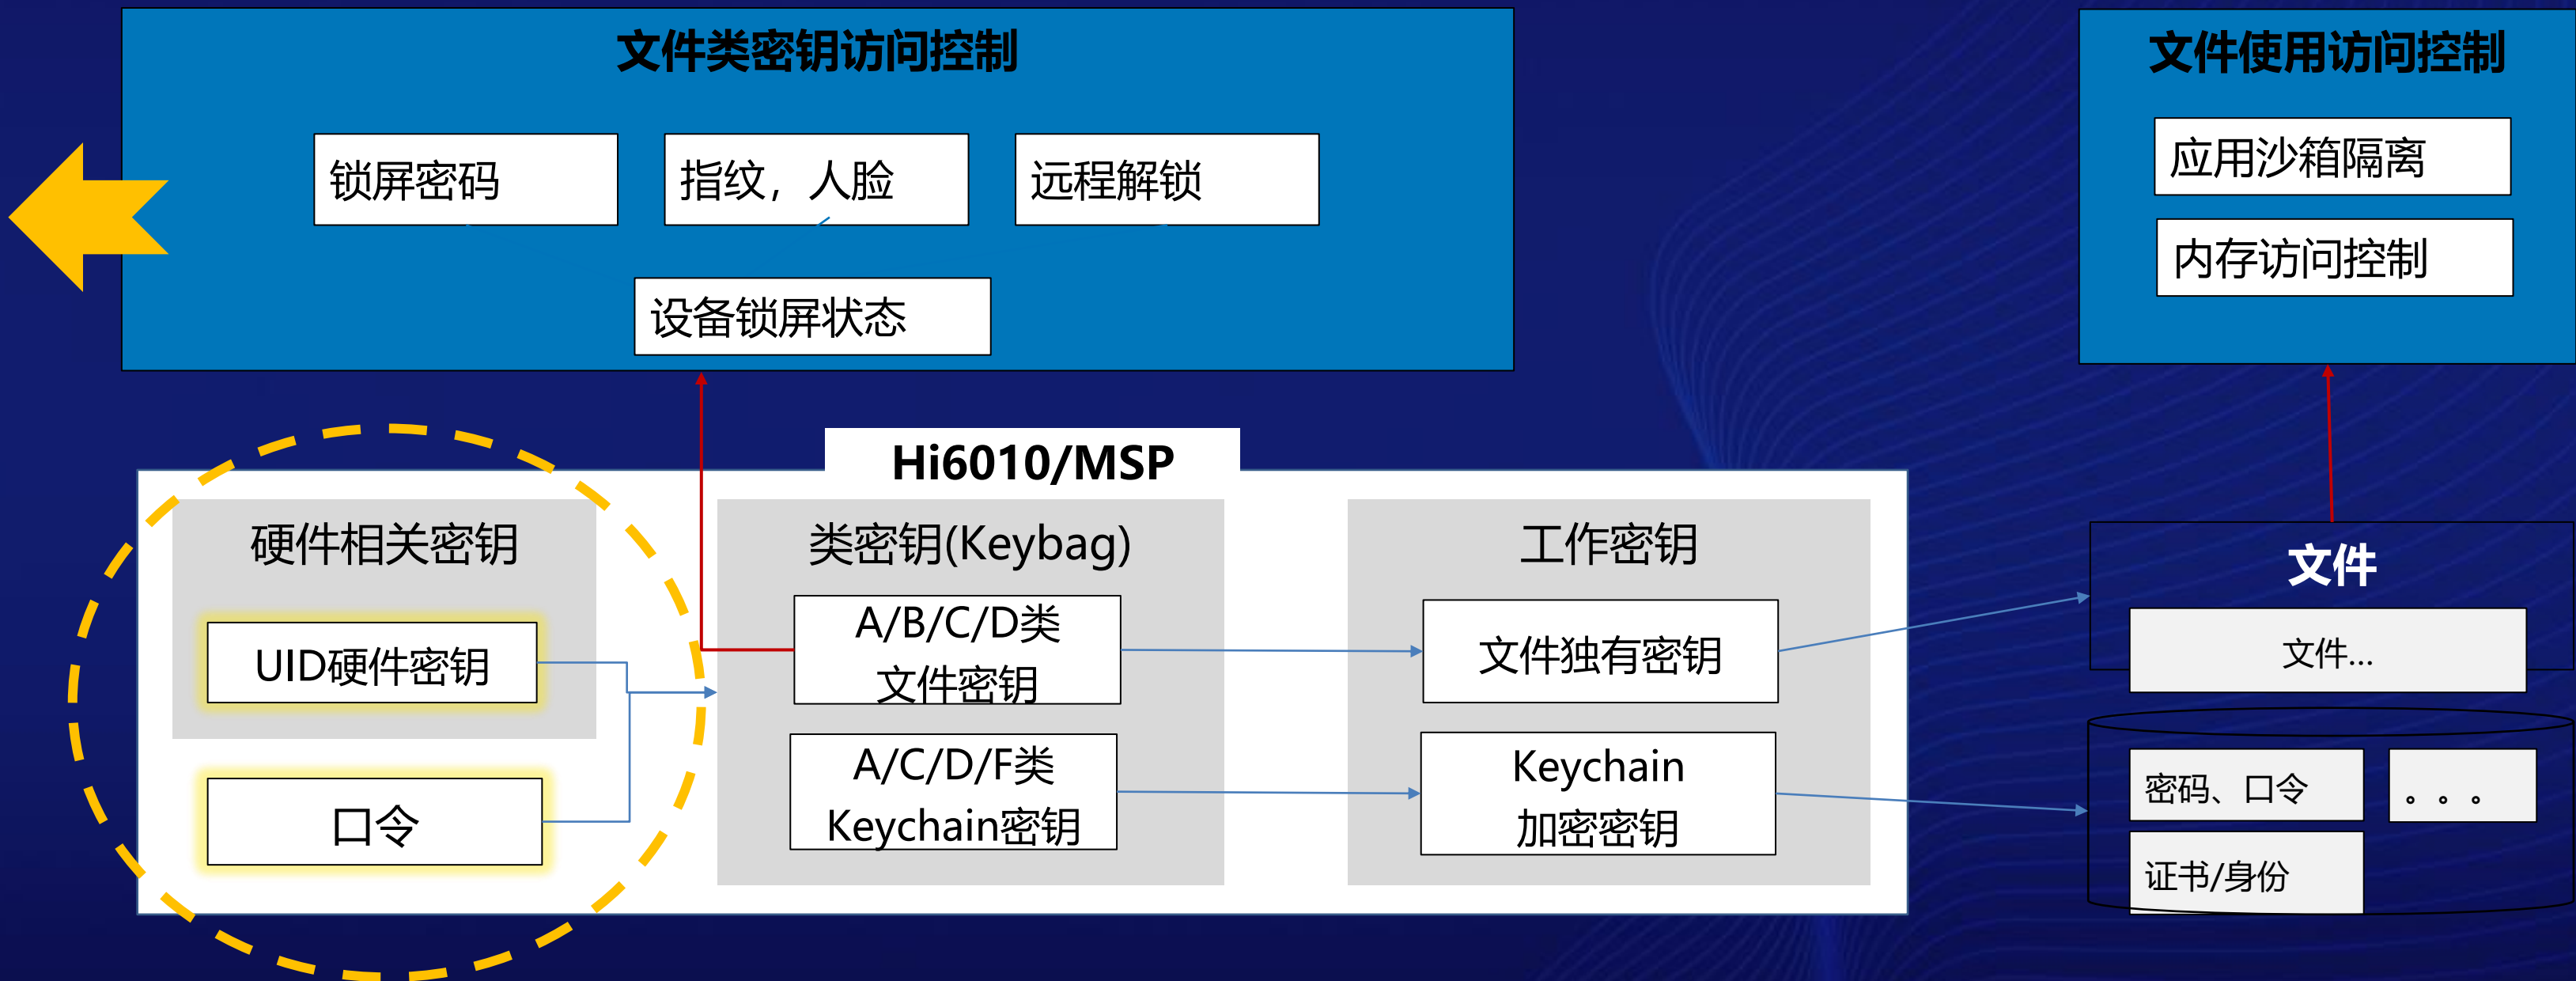 文件类密钥访问控制
锁屏密码
指纹，人脸
远程解锁
设备锁屏状态
文件使用访问控制
应用沙箱隔离
内存访问控制
Hi6010/MSP
硬件相关密钥
UID硬件密钥
口令
类密钥(Keybag)
A/B/C/D类
文件密钥
A/C/D/F类
Keychain密钥
工作密钥
文件独有密钥
Keychain
加密密钥
文件
文件...
密码、口令
。。。
证书/身份